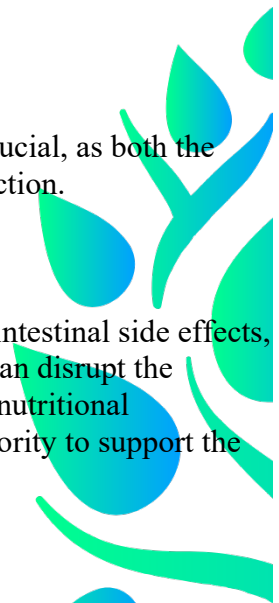 ucial, as both the
ction.
intestinal side effects,
an disrupt the
nutritional
ority to support the